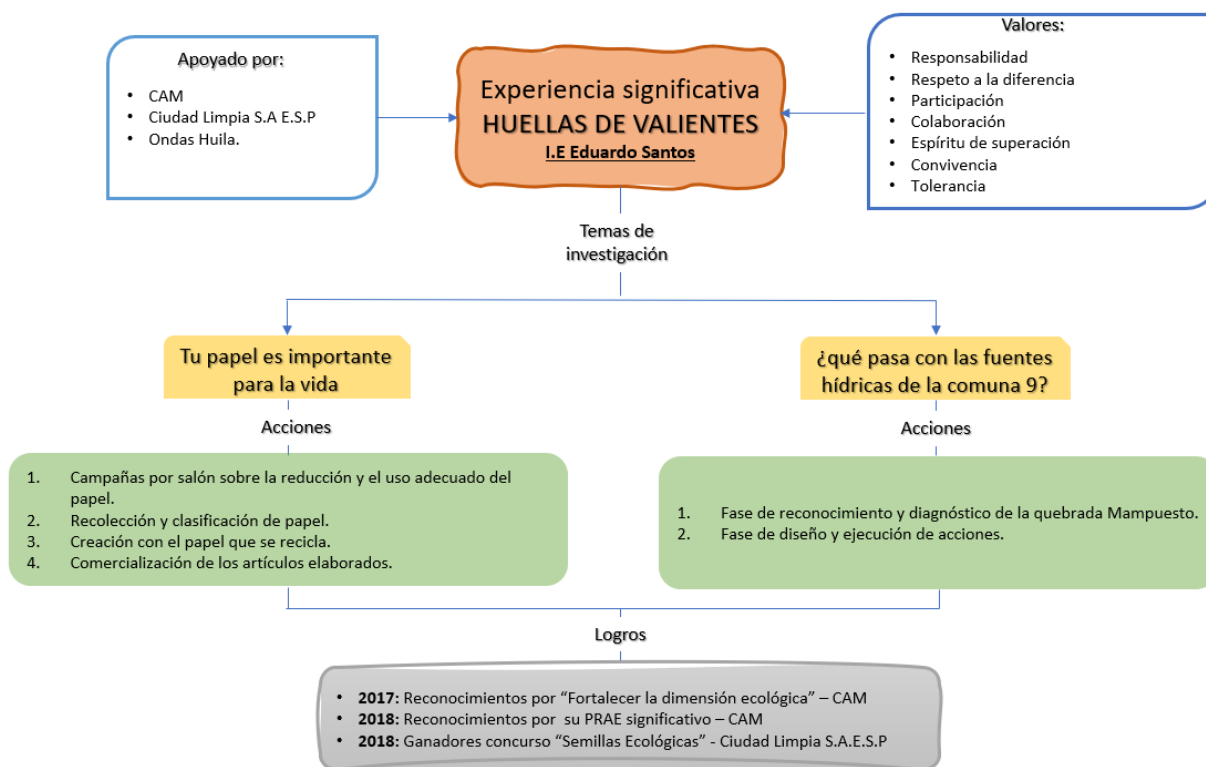 Apoyado por:
• CAM
• Ciudad Limpia S.A E.S.P
• Ondas Huila.
Experiencia significativa
HUELLAS DE VALIENTES
I.E Eduardo Santos
Valores:
• Responsabilidad
• Respeto a la diferencia
• Participación
• Colaboración
• Espíritu de superación
• Convivencia
• Tolerancia
Temas de
investigación
Tu papel es importante
para la vida
¿qué pasa con las fuentes
hídricas de la comuna 9?
Acciones
Acciones
1. Campañas por salón sobre la reducción y el uso adecuado del
papel.
2. Recolección y clasificación de papel.
3. Creación con el papel que se recicla.
4. Comercialización de los artículos elaborados.
1. Fase de reconocimiento y diagnóstico de la quebrada Mampuesto.
2. Fase de diseño y ejecución de acciones.
Logros
• 2017: Reconocimientos por “Fortalecer la dimensión ecológica” – CAM
• 2018: Reconocimientos por su PRAE significativo – CAM
• 2018: Ganadores concurso “Semillas Ecológicas” - Ciudad Limpia S.A.E.S.P